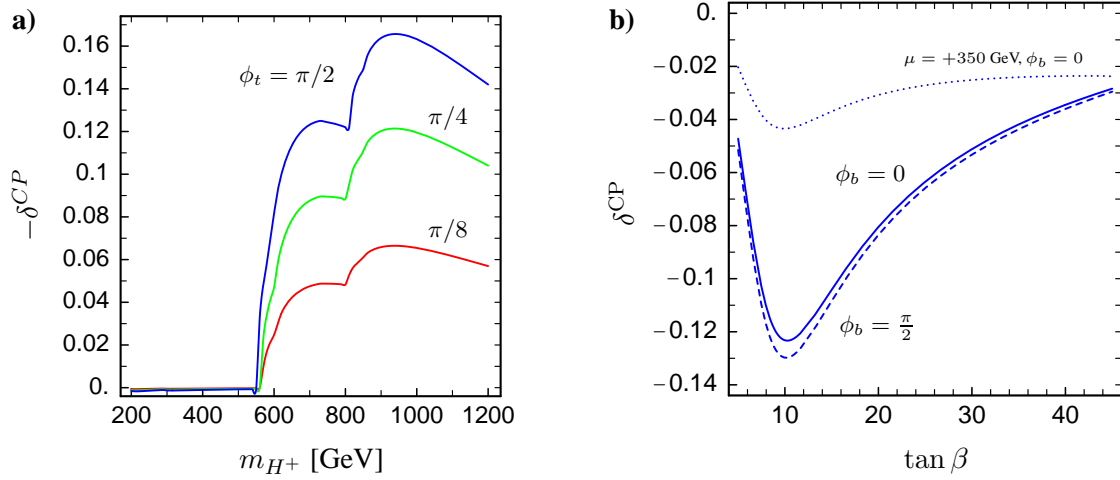 a)
0.16
0.14
0.12
0.1
0.08
0.06
0.04
0.02
0.
−δ^{CP}
ϕ_t = π/2
π/4
π/8
200 400 600 800 1000 1200
m_{H^+} [GeV]
b)
0.
−0.02
−0.04
−0.06
−0.08
−0.1
−0.12
−0.14
δ^{CP}
μ = +350 GeV, ϕ_b = 0
ϕ_b = 0
ϕ_b = π/2
10 20 30 40
tan β